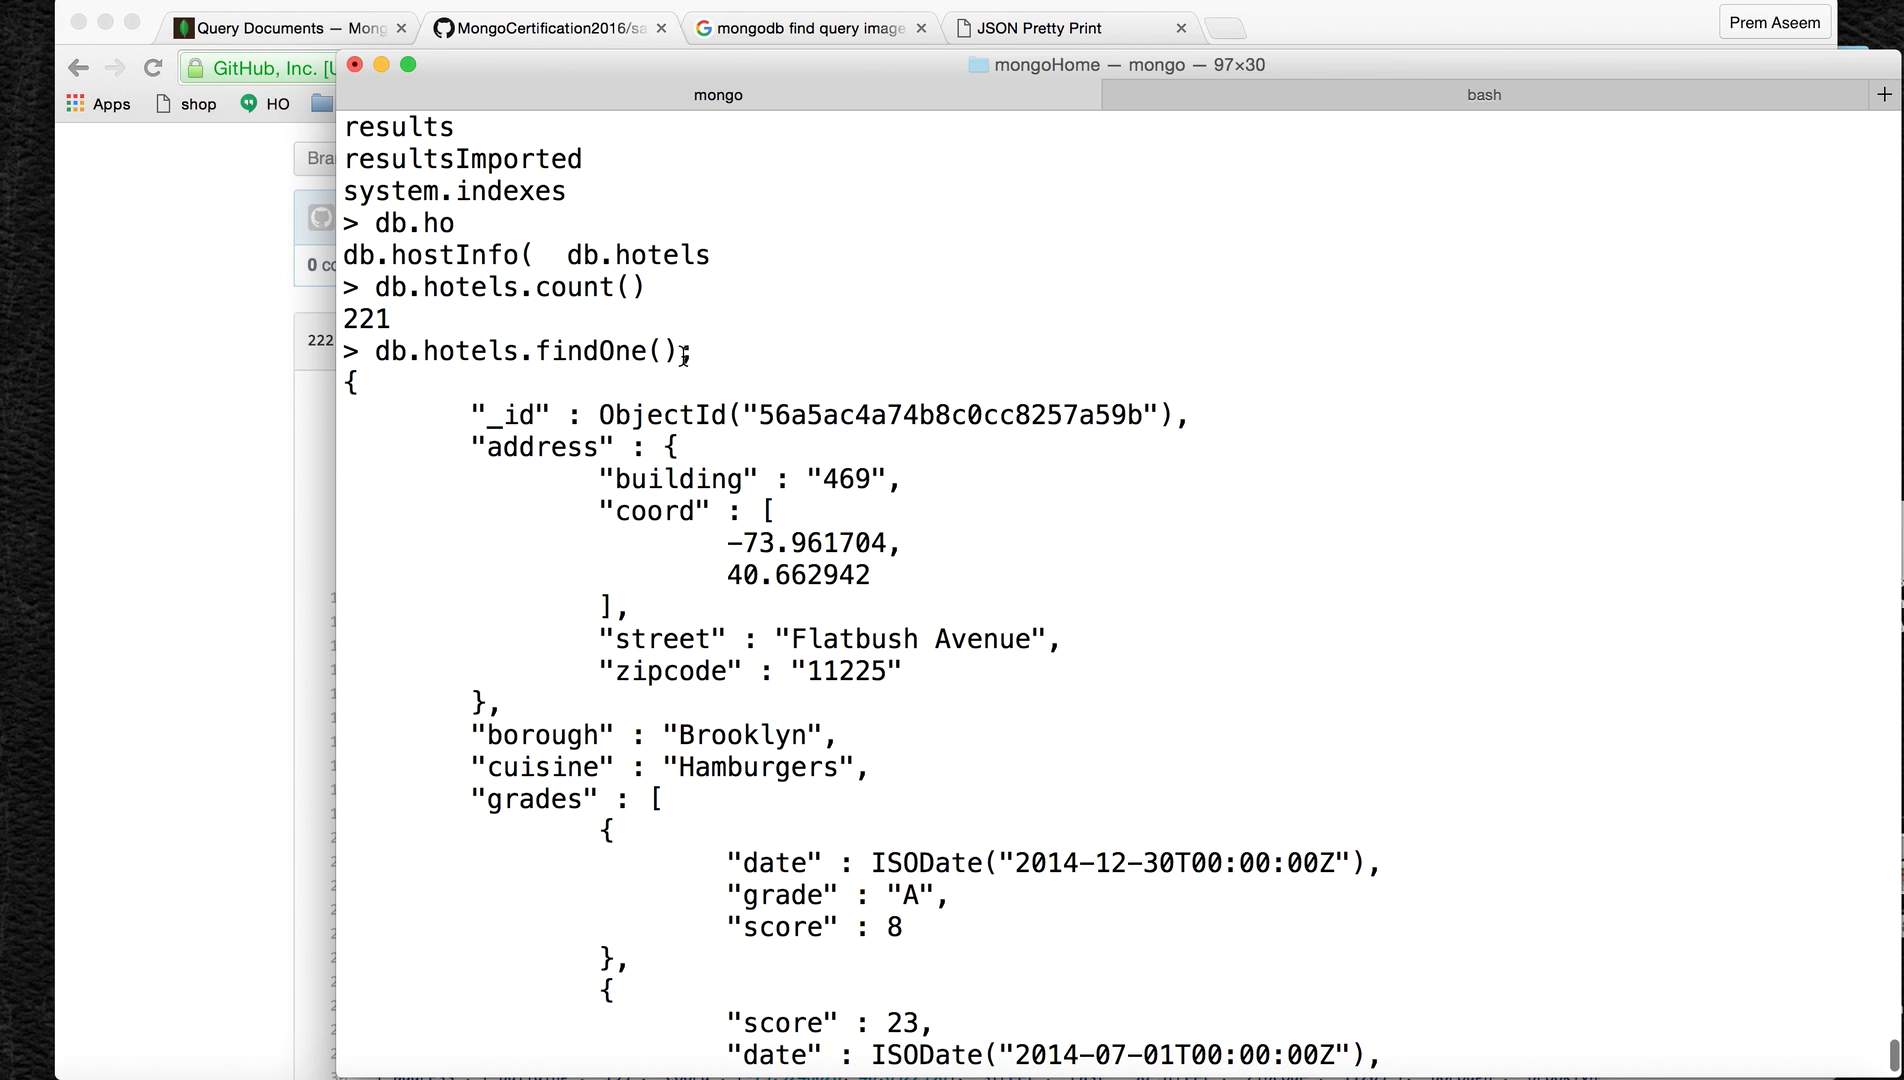 Query Documents — Mong
MongoCertification2016/sa
mongodb find query image
JSON Pretty Print
Prem Aseem
GitHub, Inc. [U
mongoHome — mongo — 97×30
Apps
shop
HO
mongo
bash
Bra
0 co
222
results
resultsImported
system.indexes
> db.ho
db.hostInfo(  db.hotels
> db.hotels.count()
221
> db.hotels.findOne();
{
"_id" : ObjectId("56a5ac4a74b8c0cc8257a59b"),
"address" : {
"building" : "469",
"coord" : [
-73.961704,
40.662942
],
"street" : "Flatbush Avenue",
"zipcode" : "11225"
},
"borough" : "Brooklyn",
"cuisine" : "Hamburgers",
"grades" : [
{
"date" : ISODate("2014-12-30T00:00:00Z"),
"grade" : "A",
"score" : 8
},
{
"score" : 23,
"date" : ISODate("2014-07-01T00:00:00Z"),